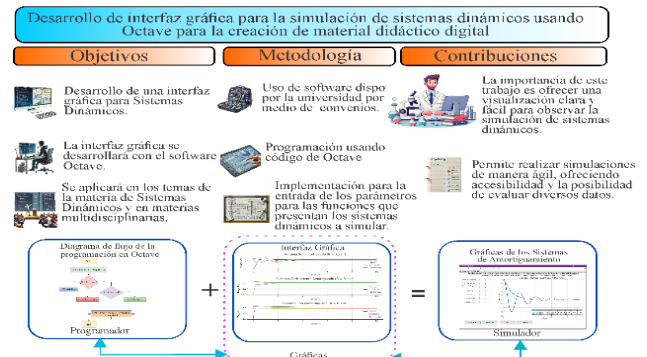 Desarrollo de interfaz gráfica para la simulación de sistemas dinámicos usando
Octave para la creación de material didáctico digital
Objetivos
Metodología
Contribuciones
Desarrollo de una interfaz
gráfica para Sistemas
Dinámicos.
La interfaz gráfica se
desarrollará con el software
Octave.
Se aplicará en los temas de
la materia de Sistemas
Dinámicos y en materias
multidisciplinarias.
Uso de software dispo
por la universidad por
medio de convenios.
Programación usando
código de Octave
Implementación para la
entrada de los parámetros
para las funciones que
presentan los sistemas
dinámicos a simular.
La importancia de este
trabajo es ofrecer una
visualización clara y
fácil para observar la
simulación de sistemas
dinámicos.
Permite realizar simulaciones
de manera ágil, ofreciendo
accesibilidad y la posibilidad
de evaluar diversos datos.
Diagrama de flujo de la
programación en Octave
Programador
+
Interfaz Gráfica
=
Gráficas de los Sistemas
de Amortiguamiento
Simulador
Gráficas